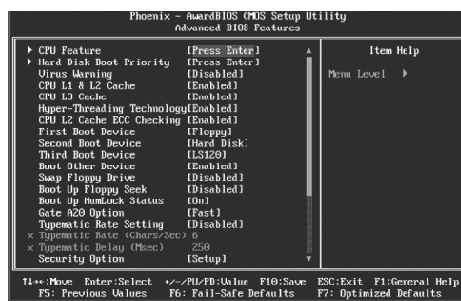 Phoenix - AwardBIOS CMOS Setup Utility
Advanced BIOS Features
CPU Feature [Press Enter]
Hard Disk Boot Priority [Press Enter]
Virus Warning [Disabled]
CPU L1 & L2 Cache [Enabled]
CPU L3 Cache [Enabled]
Hyper-Threading Technology[Enabled]
CPU L2 Cache ECC Checking [Enabled]
First Boot Device [Floppy]
Second Boot Device [Hard Disk]
Third Boot Device [LS120]
Boot Other Device [Enabled]
Swap Floppy Drive [Disabled]
Boot Up Floppy Seek [Disabled]
Boot Up NumLock Status [On]
Gate A20 Option [Fast]
Typematic Rate Setting [Disabled]
x Typematic Rate (Chars/Sec) 6
x Typematic Delay (Msec) 250
Security Option [Setup]
Item Help
Menu Level
↑↓→←:Move Enter:Select +/-/PU/PD:Value F10:Save ESC:Exit F1:General Help
F5: Previous Values F6: Fail-Safe Defaults F7: Optimized Defaults